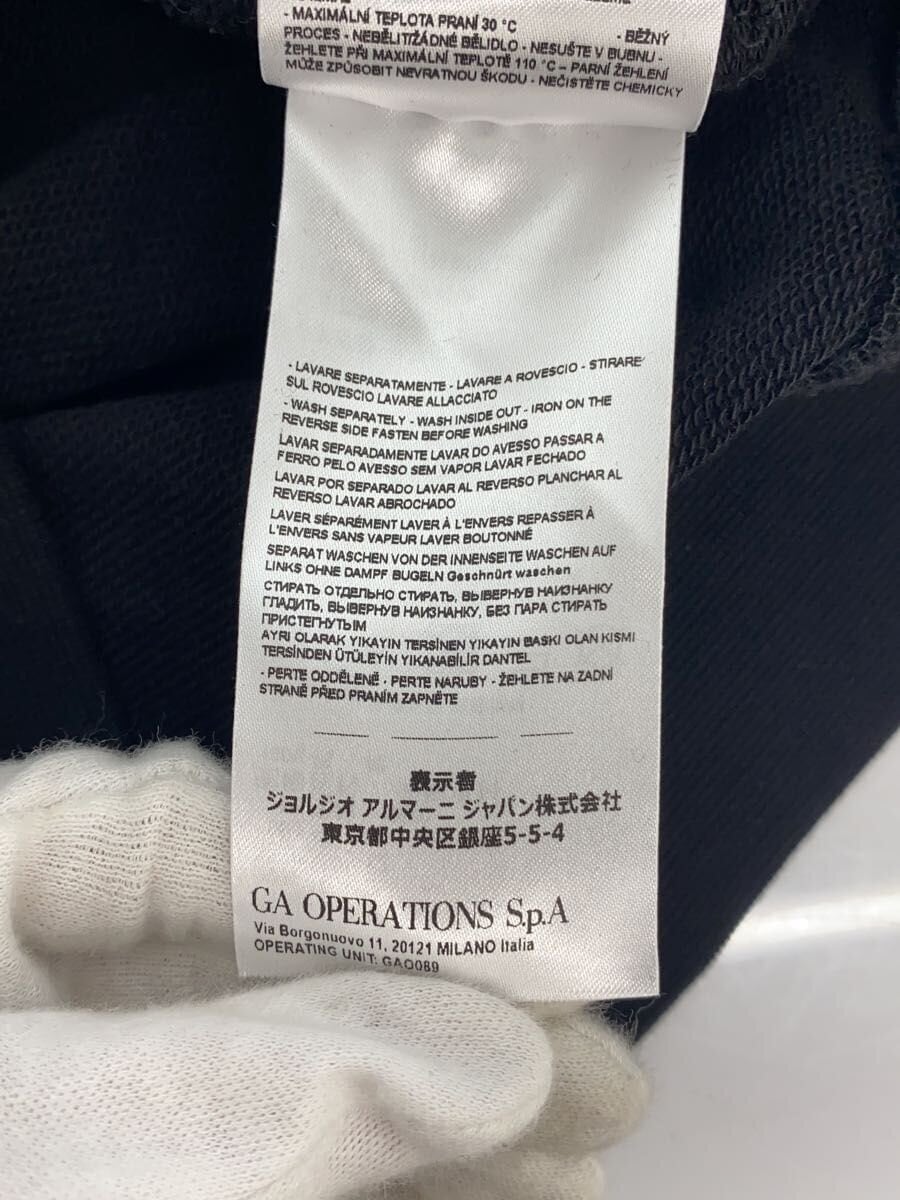 - MAXIMÁLNÍ TEPLOTA PRANÍ 30 °C - BĚŽNÝ
PROCES - NEBĚLIT/ŽÁDNÉ BĚLIDLO - NESUŠTE V BUBNU -
ŽEHLETE PŘI MAXIMÁLNÍ TEPLOTĚ 110 °C – PARNÍ ŽEHLENÍ
MŮŽE ZPŮSOBIT NEVRATNOU ŠKODU - NEČISTĚTE CHEMICKY
- LAVARE SEPARATAMENTE - LAVARE A ROVESCIO - STIRARE
SUL ROVESCIO LAVARE ALLACCIATO
- WASH SEPARATELY - WASH INSIDE OUT - IRON ON THE
REVERSE SIDE FASTEN BEFORE WASHING
LAVAR SEPARADAMENTE LAVAR DO AVESSO PASSAR A
FERRO PELO AVESSO SEM VAPOR LAVAR FECHADO
LAVAR POR SEPARADO LAVAR AL REVERSO PLANCHAR AL
REVERSO LAVAR ABROCHADO
LAVER SÉPARÉMENT LAVER À L'ENVERS REPASSER À
L'ENVERS SANS VAPEUR LAVER BOUTONNÉ
SEPARAT WASCHEN VON DER INNENSEITE WASCHEN AUF
LINKS OHNE DAMPF BUGELN Geschnürt waschen
СТИРАТЬ ОТДЕЛЬНО СТИРАТЬ, ВЫВЕРНУВ НАИЗНАНКУ
ГЛАДИТЬ, ВЫВЕРНУВ НАИЗНАНКУ, БЕЗ ПАРА СТИРАТЬ
ПРИСТЕГНУТЫМ
AYRI OLARAK YIKAYIN TERSİNEN YIKAYIN BASKI OLAN KISMI
TERSİNDEN ÜTÜLEYİN YIKANABİLİR DANTEL
- PERTE ODDĚLENĚ - PERTE NARUBY - ŽEHLETE NA ZADNÍ
STRANĚ PŘED PRANÍM ZAPNĚTE
表示者
ジョルジオ アルマーニ ジャパン株式会社
東京都中央区銀座5-5-4
GA OPERATIONS S.p.A
Via Borgonuovo 11, 20121 MILANO Italia
OPERATING UNIT: GAO089